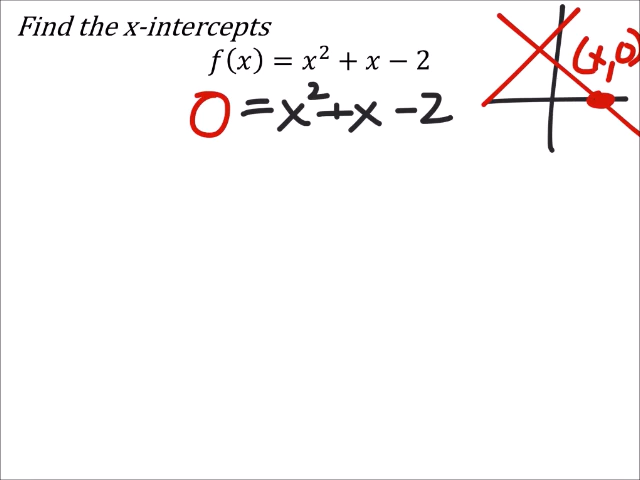 Find the x-intercepts
f(x) = x² + x − 2
(x,0)
0 = x² + x − 2